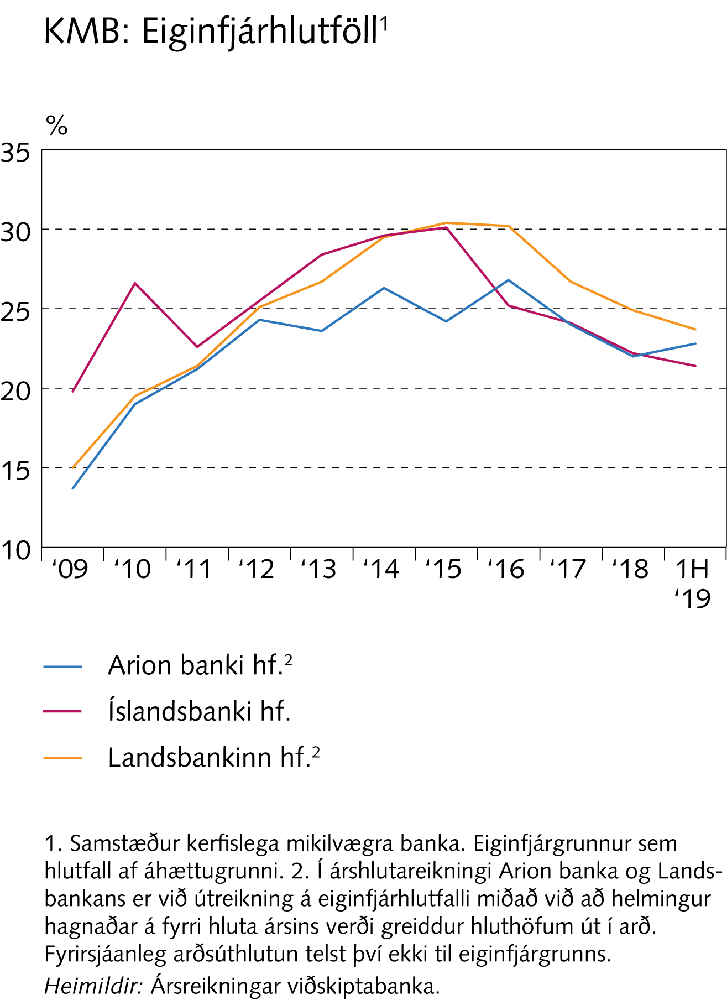 KMB: Eiginfjárhlutföll¹
%
35
30
25
20
15
10
‘09 ‘10 ‘11 ‘12 ‘13 ‘14 ‘15 ‘16 ‘17 ‘18 1H
‘19
Arion banki hf.²
Íslandsbanki hf.
Landsbankinn hf.²
1. Samstæður kerfislega mikilvægra banka. Eiginfjárgrunnur sem
hlutfall af áhættugrunni. 2. Í árshlutareikningi Arion banka og Lands-
bankans er við útreikning á eiginfjárhlutfalli miðað við að helmingur
hagnaðar á fyrri hluta ársins verði greiddur hluthöfum út í arð.
Fyrirsjáanleg arðsúthlutun telst því ekki til eiginfjárgrunns.
Heimildir: Ársreikningar viðskiptabanka.